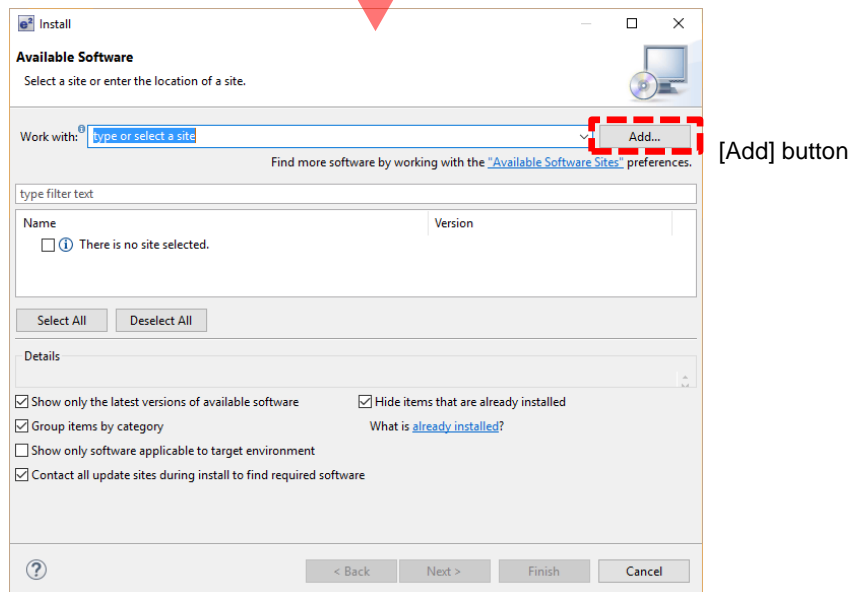 e² Install
Available Software
Select a site or enter the location of a site.
Work with: type or select a site Add...
[Add] button
Find more software by working with the "Available Software Sites" preferences.
type filter text
Name Version
There is no site selected.
Select All Deselect All
Details
Show only the latest versions of available software Hide items that are already installed
Group items by category What is already installed?
Show only software applicable to target environment
Contact all update sites during install to find required software
? < Back Next > Finish Cancel